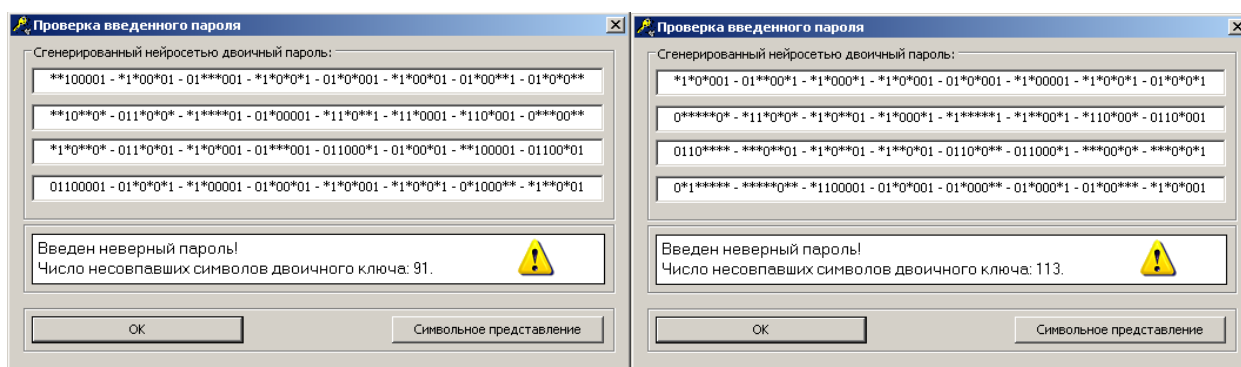 Проверка введенного пароля
Сгенерированный нейросетью двоичный пароль:
**100001 - *1*00*01 - 01***001 - *1*0*0*1 - 01*0*001 - *1*00*01 - 01*00**1 - 01*0*0**
**10**0* - 011*0*0* - *1****01 - 01*00001 - *11*0**1 - *11*0001 - *110*001 - 0***00**
*1*0**0* - 011*0*01 - *1*0*001 - 01***001 - 011000*1 - 01*00*01 - **100001 - 01100*01
01100001 - 01*0*0*1 - *1*00001 - 01*00*01 - *1*0*001 - *1*0*0*1 - 0*1000** - *1**0*01
Введен неверный пароль!
Число несовпавших символов двоичного ключа: 91.
ОК
Символьное представление
Проверка введенного пароля
Сгенерированный нейросетью двоичный пароль:
*1*0*001 - 01**00*1 - *1*000*1 - *1*0*001 - 01*0*001 - *1*00001 - *1*0*0*1 - 01*0*0*1
0*****0* - *11*0*0* - *1*0**01 - *1*000*1 - *1*****1 - *1**00*1 - *110*00* - 0110*001
0110**** - ***0**01 - *1*0**01 - *1**0*01 - 0110*0** - 011000*1 - ***00*0* - ***0*0*1
0*1***** - *****0** - *1100001 - 01*0*001 - 01*000** - 01*000*1 - 01*00*** - *1*0*001
Введен неверный пароль!
Число несовпавших символов двоичного ключа: 113.
ОК
Символьное представление